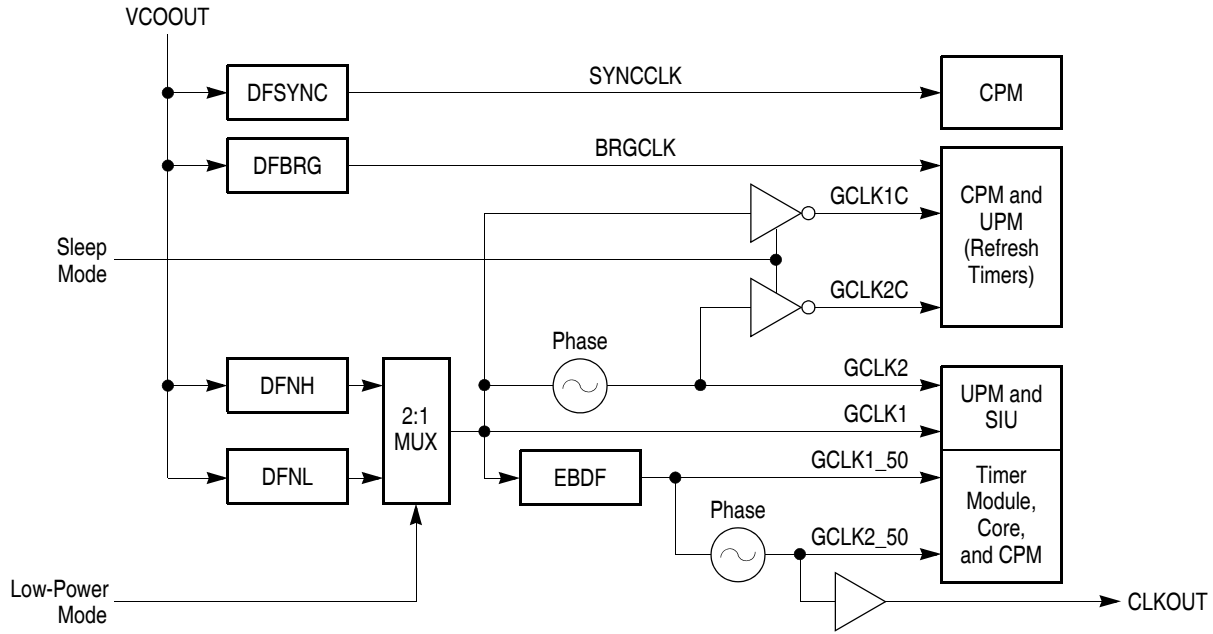 VCOOUT
DFSYNC
SYNCCLK
CPM
DFBRG
BRGCLK
GCLK1C
CPM and
UPM
(Refresh
Timers)
Sleep
Mode
GCLK2C
Phase
DFNH
2:1
MUX
GCLK2
UPM and
SIU
GCLK1
DFNL
EBDF
GCLK1_50
Timer
Module,
Core,
and CPM
Phase
GCLK2_50
Low-Power
Mode
CLKOUT